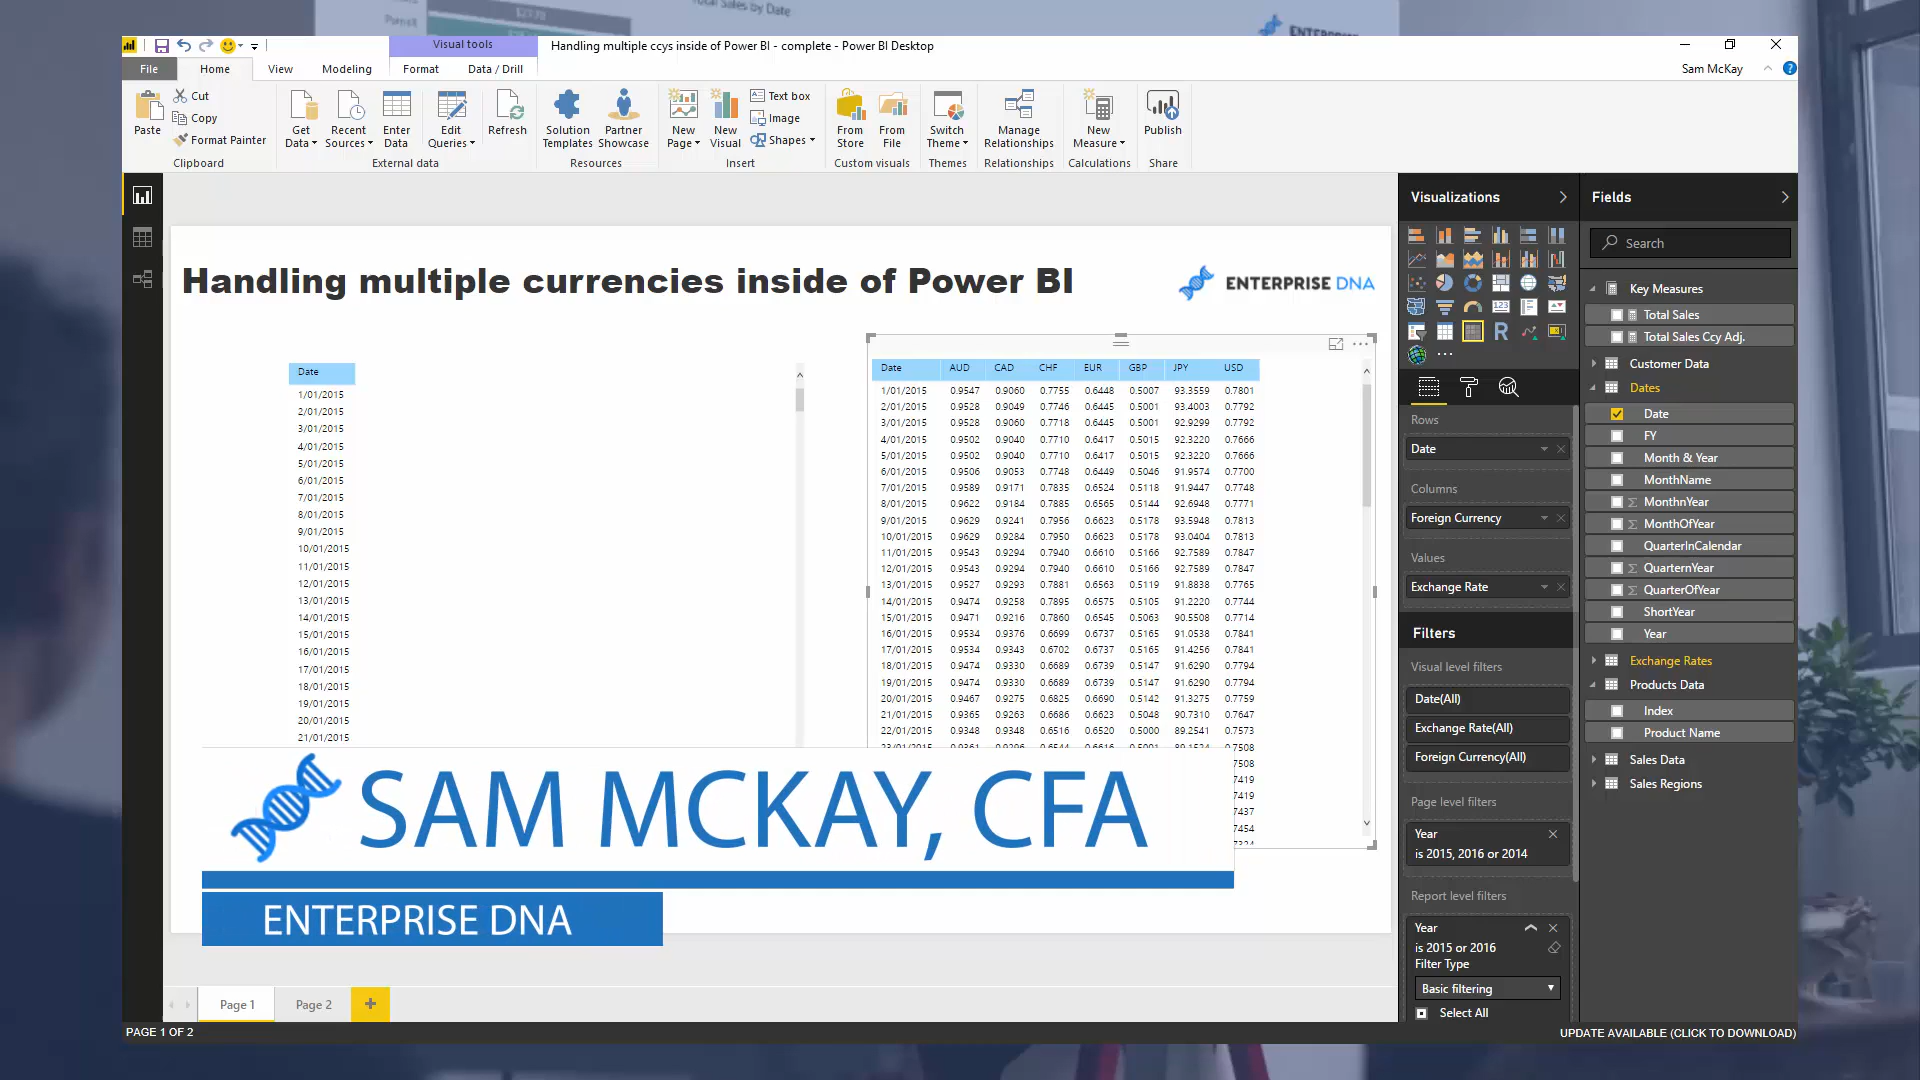 Total Sales by Date
Visual tools
Handling multiple ccys inside of Power BI - complete - Power BI Desktop
File Home View Modeling Format Data / Drill
Sam McKay
Paste
Cut
Copy
Format Painter
Clipboard
Get Data
Recent Sources
Enter Data
Edit Queries
Refresh
External data
Solution Templates
Partner Showcase
Resources
New Page
New Visual
Text box
Image
Shapes
Insert
From Store
From File
Custom visuals
Switch Theme
Themes
Manage Relationships
Relationships
New Measure
Calculations
Publish
Share
Handling multiple currencies inside of Power BI
ENTERPRISE DNA
Date
1/01/2015
2/01/2015
3/01/2015
4/01/2015
5/01/2015
6/01/2015
7/01/2015
8/01/2015
9/01/2015
10/01/2015
11/01/2015
12/01/2015
13/01/2015
14/01/2015
15/01/2015
16/01/2015
17/01/2015
18/01/2015
19/01/2015
20/01/2015
21/01/2015
Date AUD CAD CHF EUR GBP JPY USD
1/01/2015 0.9547 0.9060 0.7755 0.6448 0.5007 93.3559 0.7801
2/01/2015 0.9528 0.9049 0.7746 0.6445 0.5001 93.4003 0.7792
3/01/2015 0.9528 0.9060 0.7718 0.6445 0.5001 92.9299 0.7792
4/01/2015 0.9502 0.9040 0.7710 0.6417 0.5015 92.3220 0.7666
5/01/2015 0.9502 0.9040 0.7710 0.6417 0.5015 92.3220 0.7666
6/01/2015 0.9506 0.9053 0.7748 0.6449 0.5046 91.9574 0.7700
7/01/2015 0.9589 0.9171 0.7835 0.6524 0.5118 91.9447 0.7748
8/01/2015 0.9622 0.9184 0.7885 0.6565 0.5144 92.6948 0.7771
9/01/2015 0.9629 0.9241 0.7956 0.6623 0.5178 93.5948 0.7813
10/01/2015 0.9629 0.9284 0.7950 0.6623 0.5178 93.0404 0.7813
11/01/2015 0.9543 0.9294 0.7940 0.6610 0.5166 92.7589 0.7847
12/01/2015 0.9543 0.9294 0.7940 0.6610 0.5166 92.7589 0.7847
13/01/2015 0.9527 0.9293 0.7881 0.6563 0.5119 91.8838 0.7765
14/01/2015 0.9474 0.9258 0.7895 0.6575 0.5105 91.2220 0.7744
15/01/2015 0.9471 0.9216 0.7860 0.6545 0.5063 90.5508 0.7714
16/01/2015 0.9534 0.9376 0.6699 0.6737 0.5165 91.0538 0.7841
17/01/2015 0.9534 0.9343 0.6702 0.6737 0.5165 91.4256 0.7841
18/01/2015 0.9474 0.9330 0.6689 0.6739 0.5147 91.6290 0.7794
19/01/2015 0.9474 0.9330 0.6689 0.6739 0.5147 91.6290 0.7794
20/01/2015 0.9467 0.9275 0.6825 0.6690 0.5142 91.3275 0.7759
21/01/2015 0.9365 0.9263 0.6686 0.6623 0.5048 90.7310 0.7647
22/01/2015 0.9348 0.9348 0.6516 0.6520 0.5000 89.2541 0.7573
7508
7508
7419
7419
7437
7454
SAM MCKAY, CFA
ENTERPRISE DNA
Page 1 Page 2 +
PAGE 1 OF 2
Visualizations
Rows
Date
Columns
Foreign Currency
Values
Exchange Rate
Filters
Visual level filters
Date(All)
Exchange Rate(All)
Foreign Currency(All)
Page level filters
Year
is 2015, 2016 or 2014
Report level filters
Year
is 2015 or 2016
Filter Type
Basic filtering
Select All
Fields
Search
Key Measures
Total Sales
Total Sales Ccy Adj.
Customer Data
Dates
Date
FY
Month & Year
MonthName
MonthnYear
MonthOfYear
QuarterInCalendar
QuarternYear
QuarterOfYear
ShortYear
Year
Exchange Rates
Products Data
Index
Product Name
Sales Data
Sales Regions
UPDATE AVAILABLE (CLICK TO DOWNLOAD)